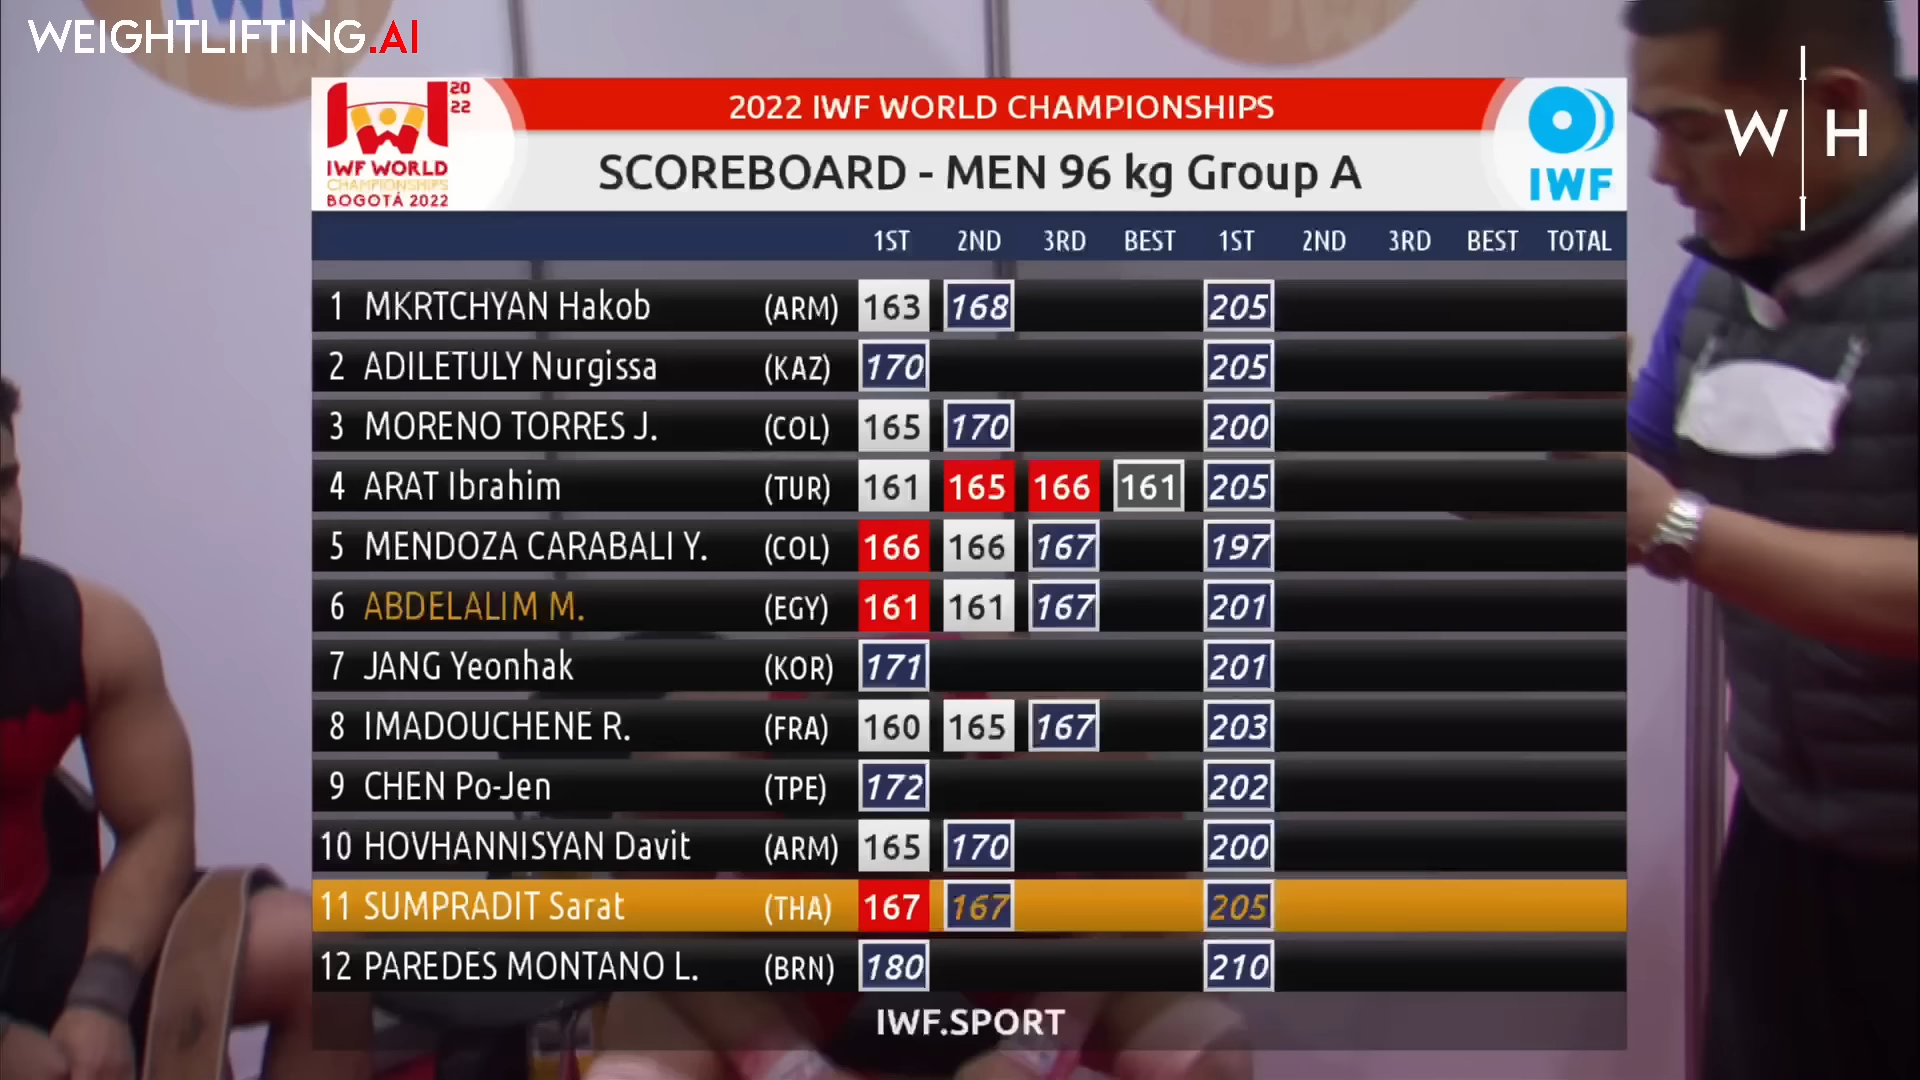 WEIGHTLIFTING.AI
W H
20
22
IWF WORLD
CHAMPIONSHIPS
BOGOTÁ 2022
2022 IWF WORLD CHAMPIONSHIPS
SCOREBOARD - MEN 96 kg Group A
IWF
1ST 2ND 3RD BEST 1ST 2ND 3RD BEST TOTAL
1 MKRTCHYAN Hakob (ARM) 163 168 205
2 ADILETULY Nurgissa (KAZ) 170 205
3 MORENO TORRES J. (COL) 165 170 200
4 ARAT Ibrahim (TUR) 161 165 166 161 205
5 MENDOZA CARABALI Y. (COL) 166 166 167 197
6 ABDELALIM M. (EGY) 161 161 167 201
7 JANG Yeonhak (KOR) 171 201
8 IMADOUCHENE R. (FRA) 160 165 167 203
9 CHEN Po-Jen (TPE) 172 202
10 HOVHANNISYAN Davit (ARM) 165 170 200
11 SUMPRADIT Sarat (THA) 167 167 205
12 PAREDES MONTANO L. (BRN) 180 210
IWF.SPORT